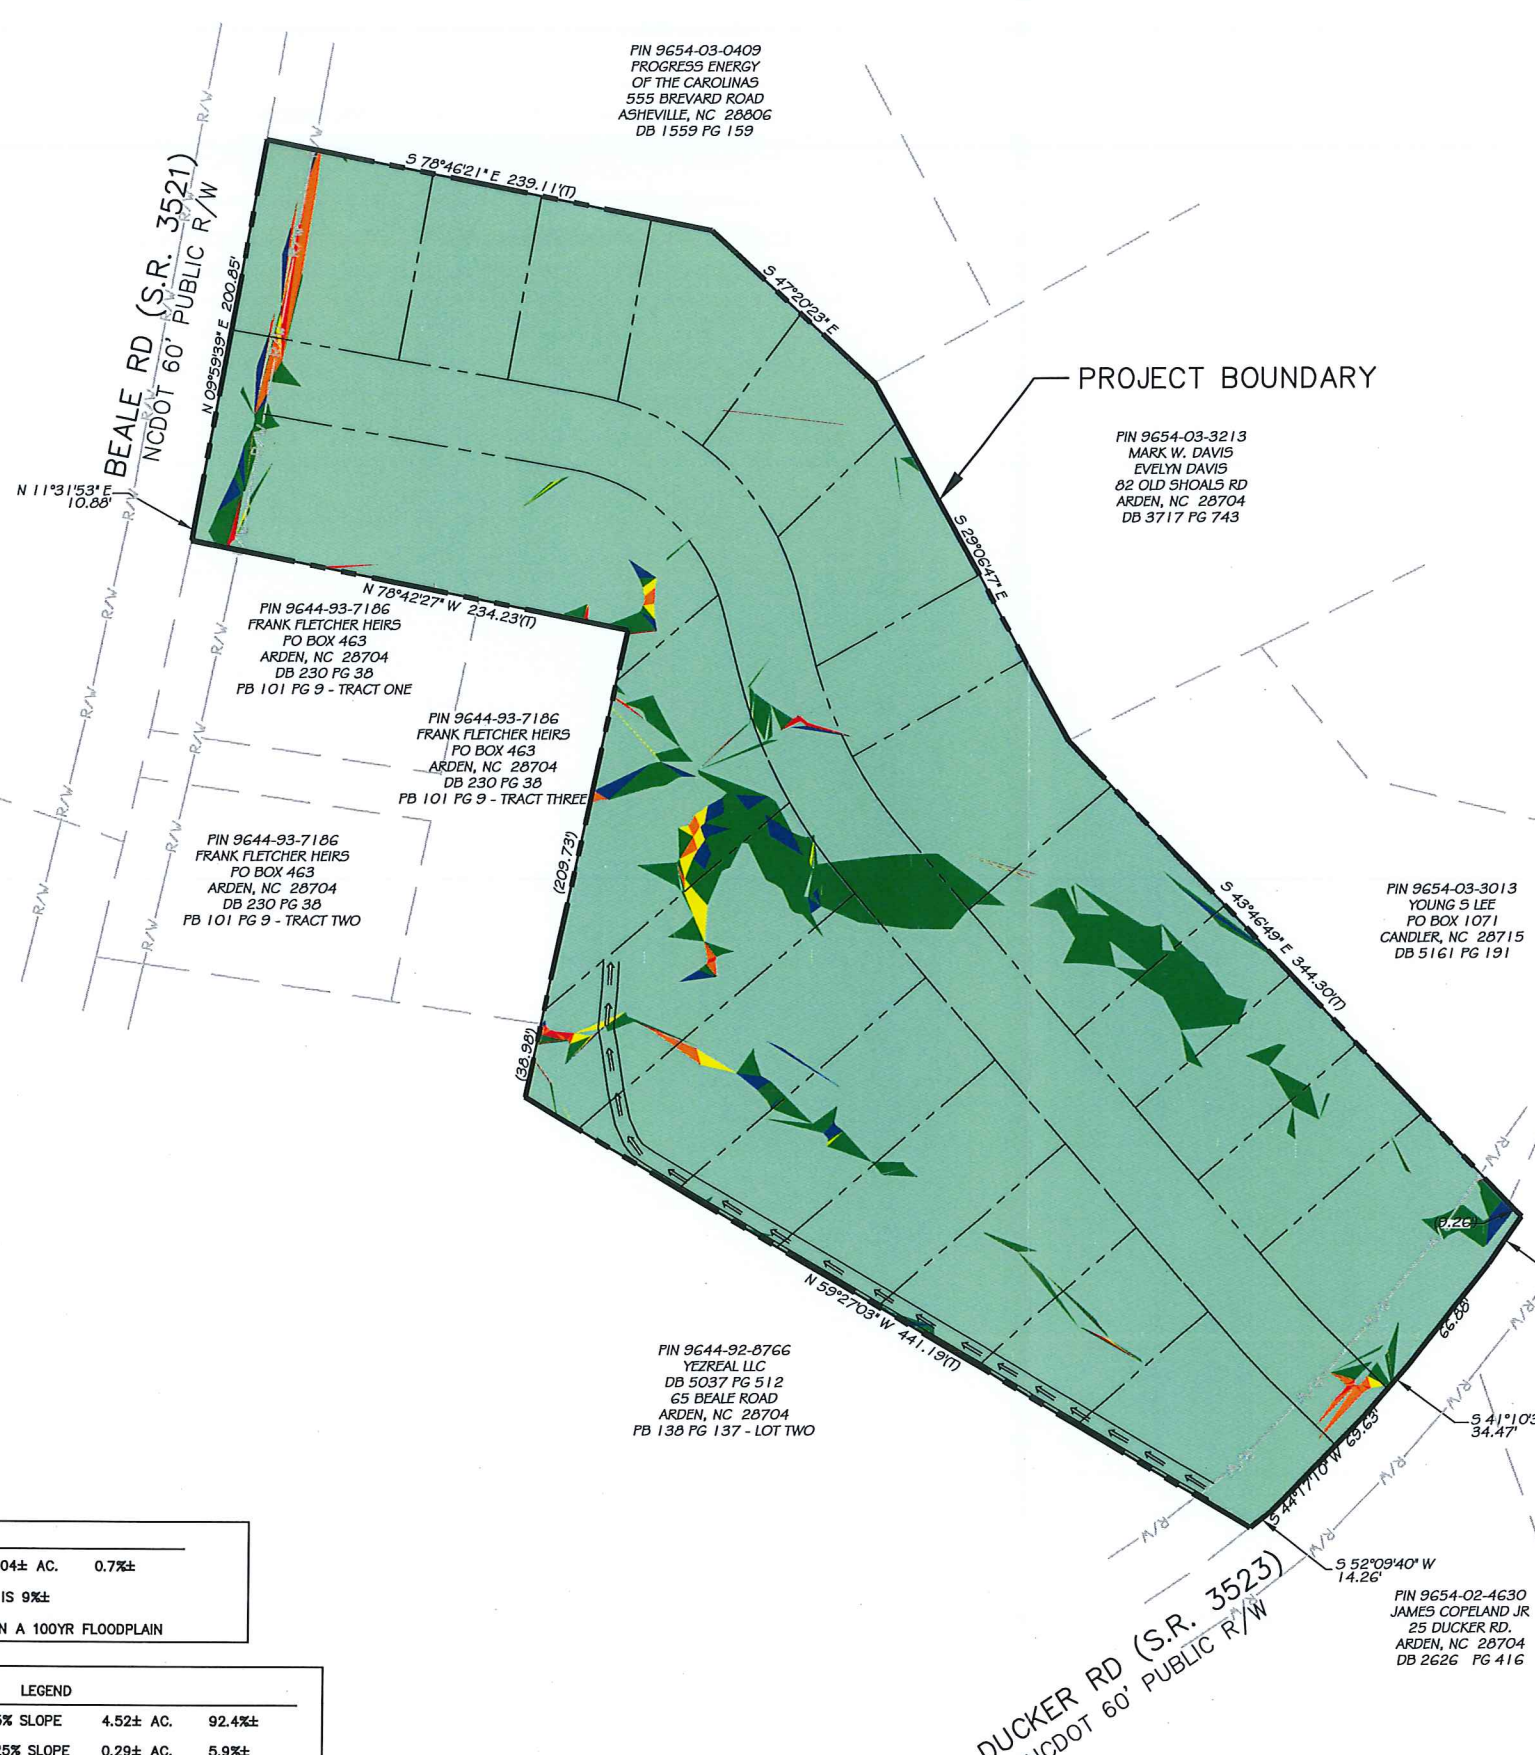 PIN 9654-03-0409
PROGRESS ENERGY
OF THE CAROLINAS
555 BREVARD ROAD
ASHEVILLE, NC 28806
DB 1559 PG 159
S 78°46'21" E 239.11'(T)
S 47°20'23" E
BEALE RD (S.R. 3521)
NCDOT 60' PUBLIC R/W
N 09°59'39" E 200.85'
PROJECT BOUNDARY
PIN 9654-03-3213
MARK W. DAVIS
EVELYN DAVIS
82 OLD SHOALS RD
ARDEN, NC 28704
DB 3717 PG 743
N 11°31'53" E
10.88'
S 29°06'47" E
N 78°42'27" W 234.23'(T)
PIN 9644-93-7186
FRANK FLETCHER HEIRS
PO BOX 463
ARDEN, NC 28704
DB 230 PG 38
PB 101 PG 9 - TRACT ONE
PIN 9644-93-7186
FRANK FLETCHER HEIRS
PO BOX 463
ARDEN, NC 28704
DB 230 PG 38
PB 101 PG 9 - TRACT THREE
PIN 9644-93-7186
FRANK FLETCHER HEIRS
PO BOX 463
ARDEN, NC 28704
DB 230 PG 38
PB 101 PG 9 - TRACT TWO
(209.73')
S 43°46'49" E 344.30'(T)
PIN 9654-03-3013
YOUNG S LEE
PO BOX 1071
CANDLER, NC 28715
DB 5161 PG 191
(38.98')
N 59°27'03" W 441.19'(T)
66.88'
PIN 9644-92-8766
YEZREAL LLC
DB 5037 PG 512
65 BEALE ROAD
ARDEN, NC 28704
PB 138 PG 137 - LOT TWO
S 41°10'3
34.47'
S 44°17'10" W 69.63'
S 52°09'40" W
14.26'
PIN 9654-02-4630
JAMES COPELAND JR
25 DUCKER RD.
ARDEN, NC 28704
DB 2626 PG 416
DUCKER RD (S.R. 3523)
NCDOT 60' PUBLIC R/W
R/W
04± AC. 0.7%±
IS 9%±
N A 100YR FLOODPLAIN
LEGEND
5% SLOPE 4.52± AC. 92.4%±
25% SLOPE 0.29± AC. 5.9%±